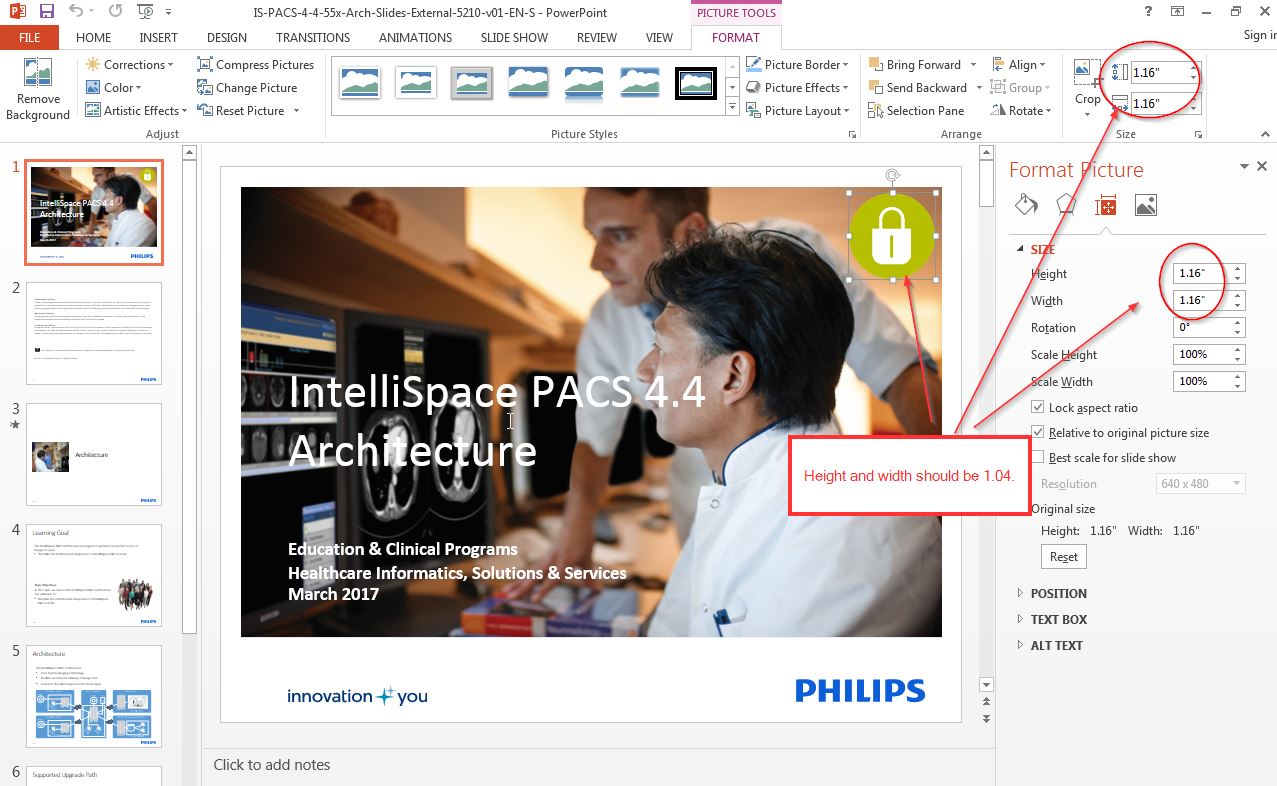 IS-PACS-4-4-55x-Arch-Slides-External-5210-v01-EN-S - PowerPoint
PICTURE TOOLS
?
FILE HOME INSERT DESIGN TRANSITIONS ANIMATIONS SLIDE SHOW REVIEW VIEW FORMAT Sign in
Remove Background
Corrections
Color
Artistic Effects
Compress Pictures
Change Picture
Reset Picture
Adjust
Picture Styles
Picture Border
Picture Effects
Picture Layout
Bring Forward
Send Backward
Selection Pane
Align
Group
Rotate
Arrange
Crop
1.16"
1.16"
Size
1
IntelliSpace PACS 4.4
Architecture
PHILIPS
2
PHILIPS
3
Architecture
PHILIPS
4
Learning Goal
PHILIPS
5
Architecture
PHILIPS
6
Supported Upgrade Path
IntelliSpace PACS 4.4
Architecture
Education & Clinical Programs
Healthcare Informatics, Solutions & Services
March 2017
innovation you
PHILIPS
Click to add notes
Height and width should be 1.04.
Format Picture
SIZE
Height 1.16"
Width 1.16"
Rotation 0°
Scale Height 100%
Scale Width 100%
Lock aspect ratio
Relative to original picture size
Best scale for slide show
Resolution 640 x 480
Original size
Height: 1.16" Width: 1.16"
Reset
POSITION
TEXT BOX
ALT TEXT